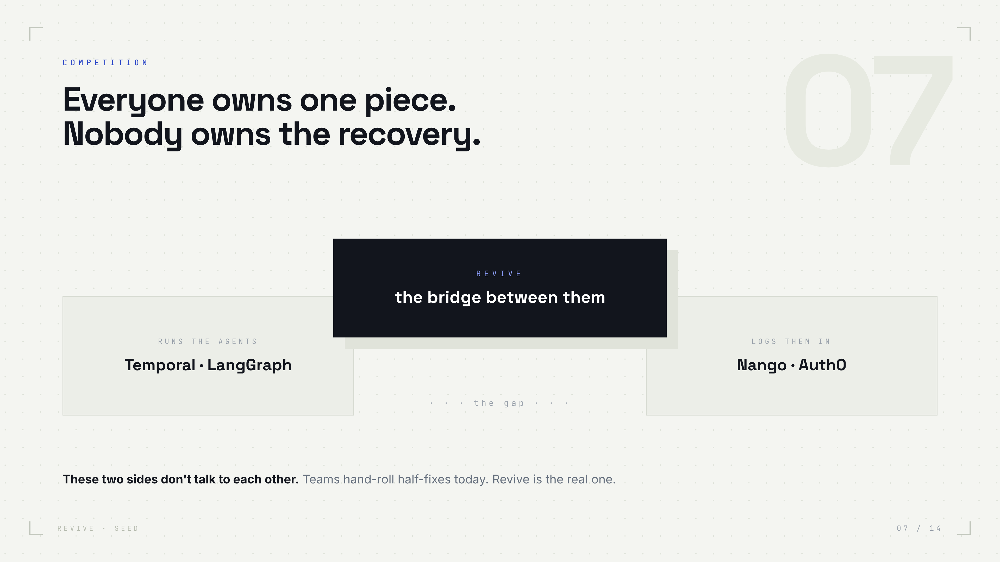 COMPETITION
07
Everyone owns one piece.
Nobody owns the recovery.
REVIVE
the bridge between them
RUNS THE AGENTS
Temporal · LangGraph
LOGS THEM IN
Nango · Auth0
· · · the gap · · ·
These two sides don't talk to each other. Teams hand-roll half-fixes today. Revive is the real one.
REVIVE · SEED
07 / 14